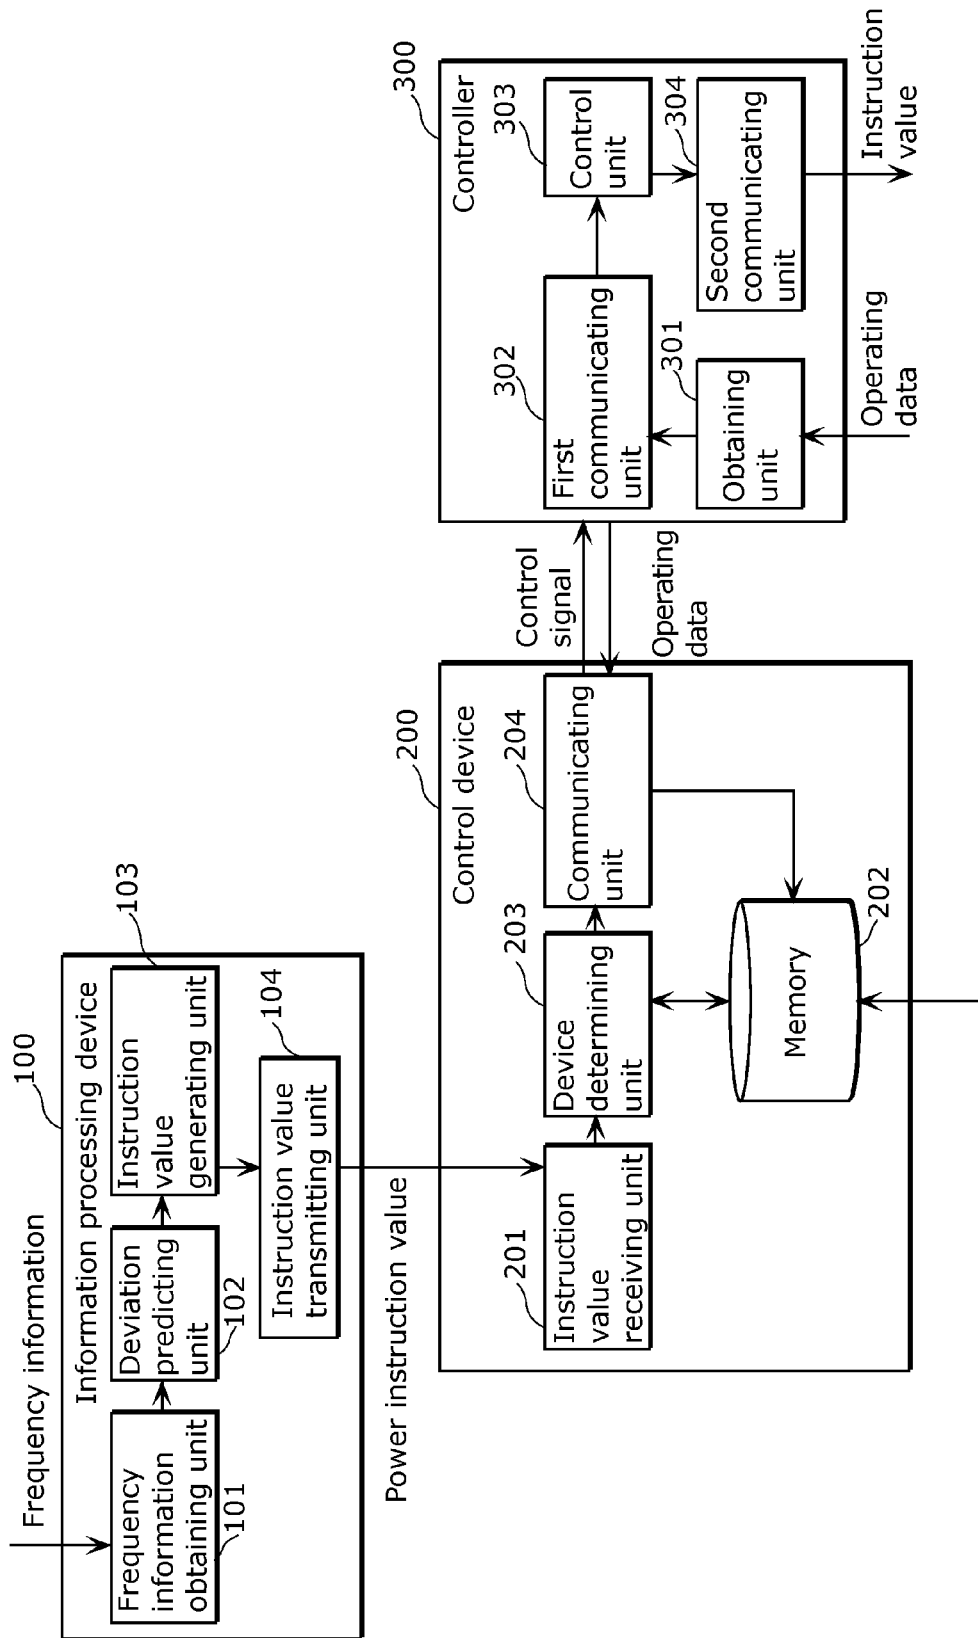 Frequency information
100
Information processing device
Frequency
information
obtaining unit
101
Deviation
predicting
unit
102
Instruction
value
generating unit
103
Instruction value
transmitting unit
104
Power instruction value
200
Control device
201
Instruction
value
receiving unit
203
Device
determining
unit
204
Communicating
unit
Memory
202
Control
signal
Operating
data
300
Controller
302
First
communicating
unit
303
Control
unit
301
Obtaining
unit
304
Second
communicating
unit
Operating
data
Instruction
value